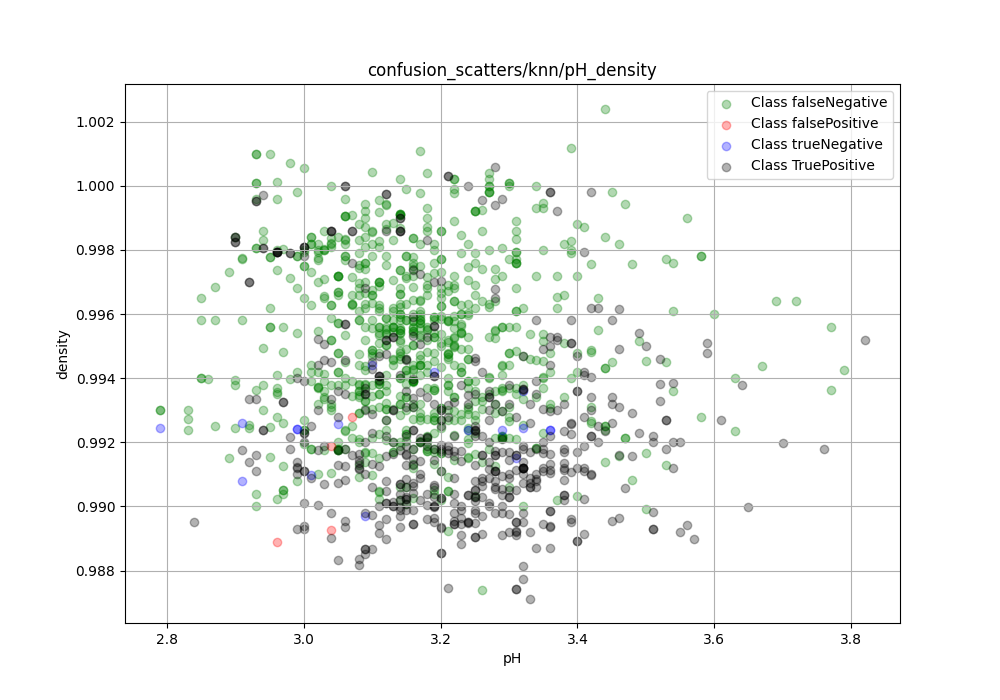 confusion_scatters/knn/pH_density
Class falseNegative
Class falsePositive
Class trueNegative
Class TruePositive
1.002
1.000
0.998
0.996
0.994
0.992
0.990
0.988
density
2.8 3.0 3.2 3.4 3.6 3.8
pH